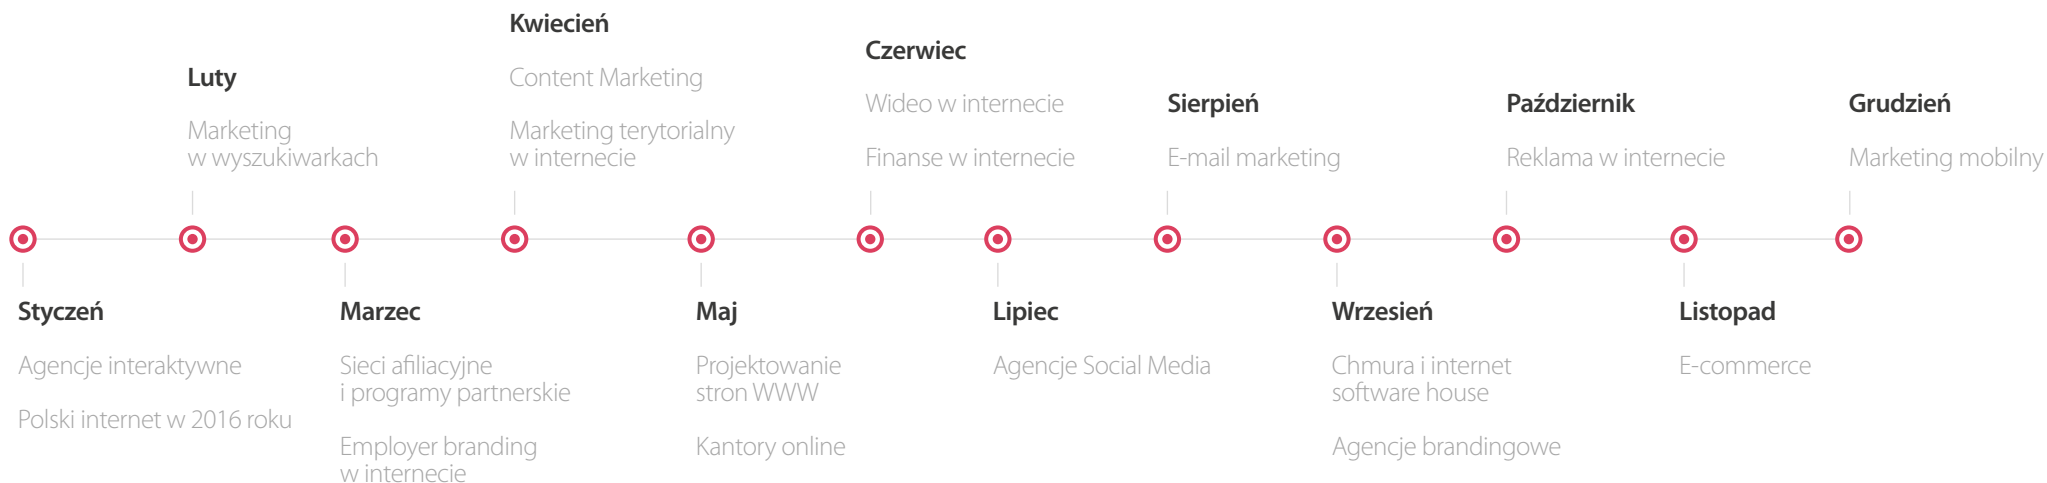 Styczeń
Agencje interaktywne
Polski internet w 2016 roku
Luty
Marketing
w wyszukiwarkach
Marzec
Sieci afiliacyjne
i programy partnerskie
Employer branding
w internecie
Kwiecień
Content Marketing
Marketing terytorialny
w internecie
Maj
Projektowanie
stron WWW
Kantory online
Czerwiec
Wideo w internecie
Finanse w internecie
Lipiec
Agencje Social Media
Sierpień
E-mail marketing
Wrzesień
Chmura i internet
software house
Agencje brandingowe
Październik
Reklama w internecie
Listopad
E-commerce
Grudzień
Marketing mobilny